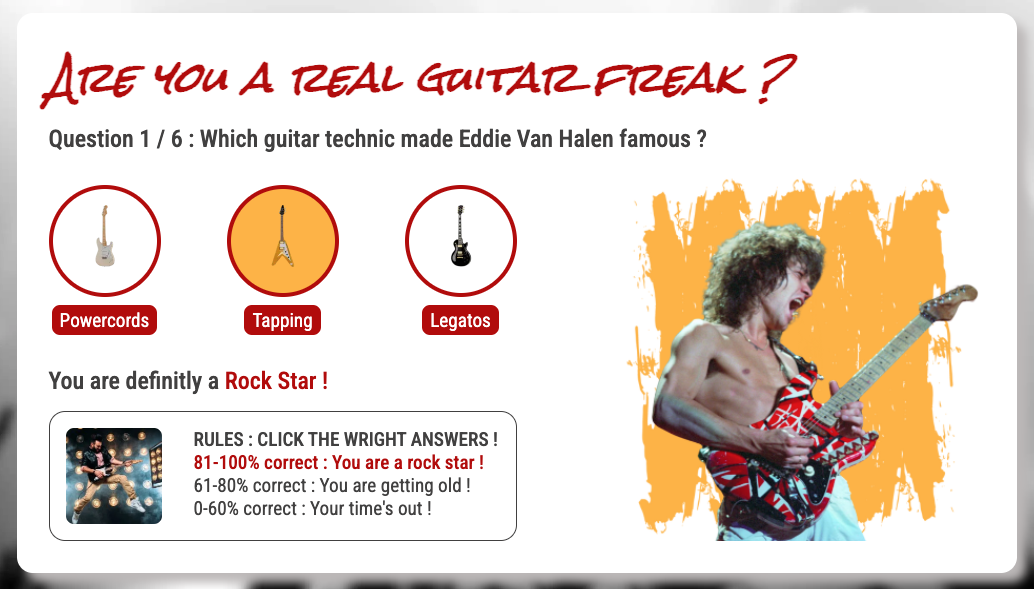 Are you a real guitar freak ?
Question 1 / 6 : Which guitar technic made Eddie Van Halen famous ?
Powercords
Tapping
Legatos
You are definitly a Rock Star !
RULES : CLICK THE WRIGHT ANSWERS !
81-100% correct : You are a rock star !
61-80% correct : You are getting old !
0-60% correct : Your time's out !